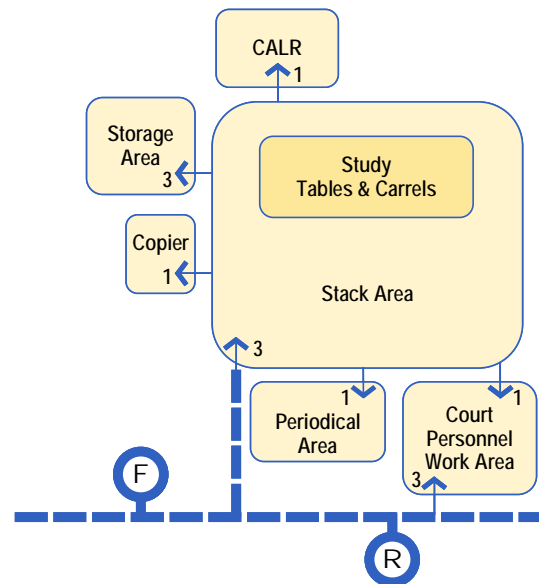 CALR
1
Storage
Area
3
Study
Tables & Carrels
Copier
1
Stack Area
3
1
Periodical
Area
1
Court
Personnel
Work Area
3
F
R